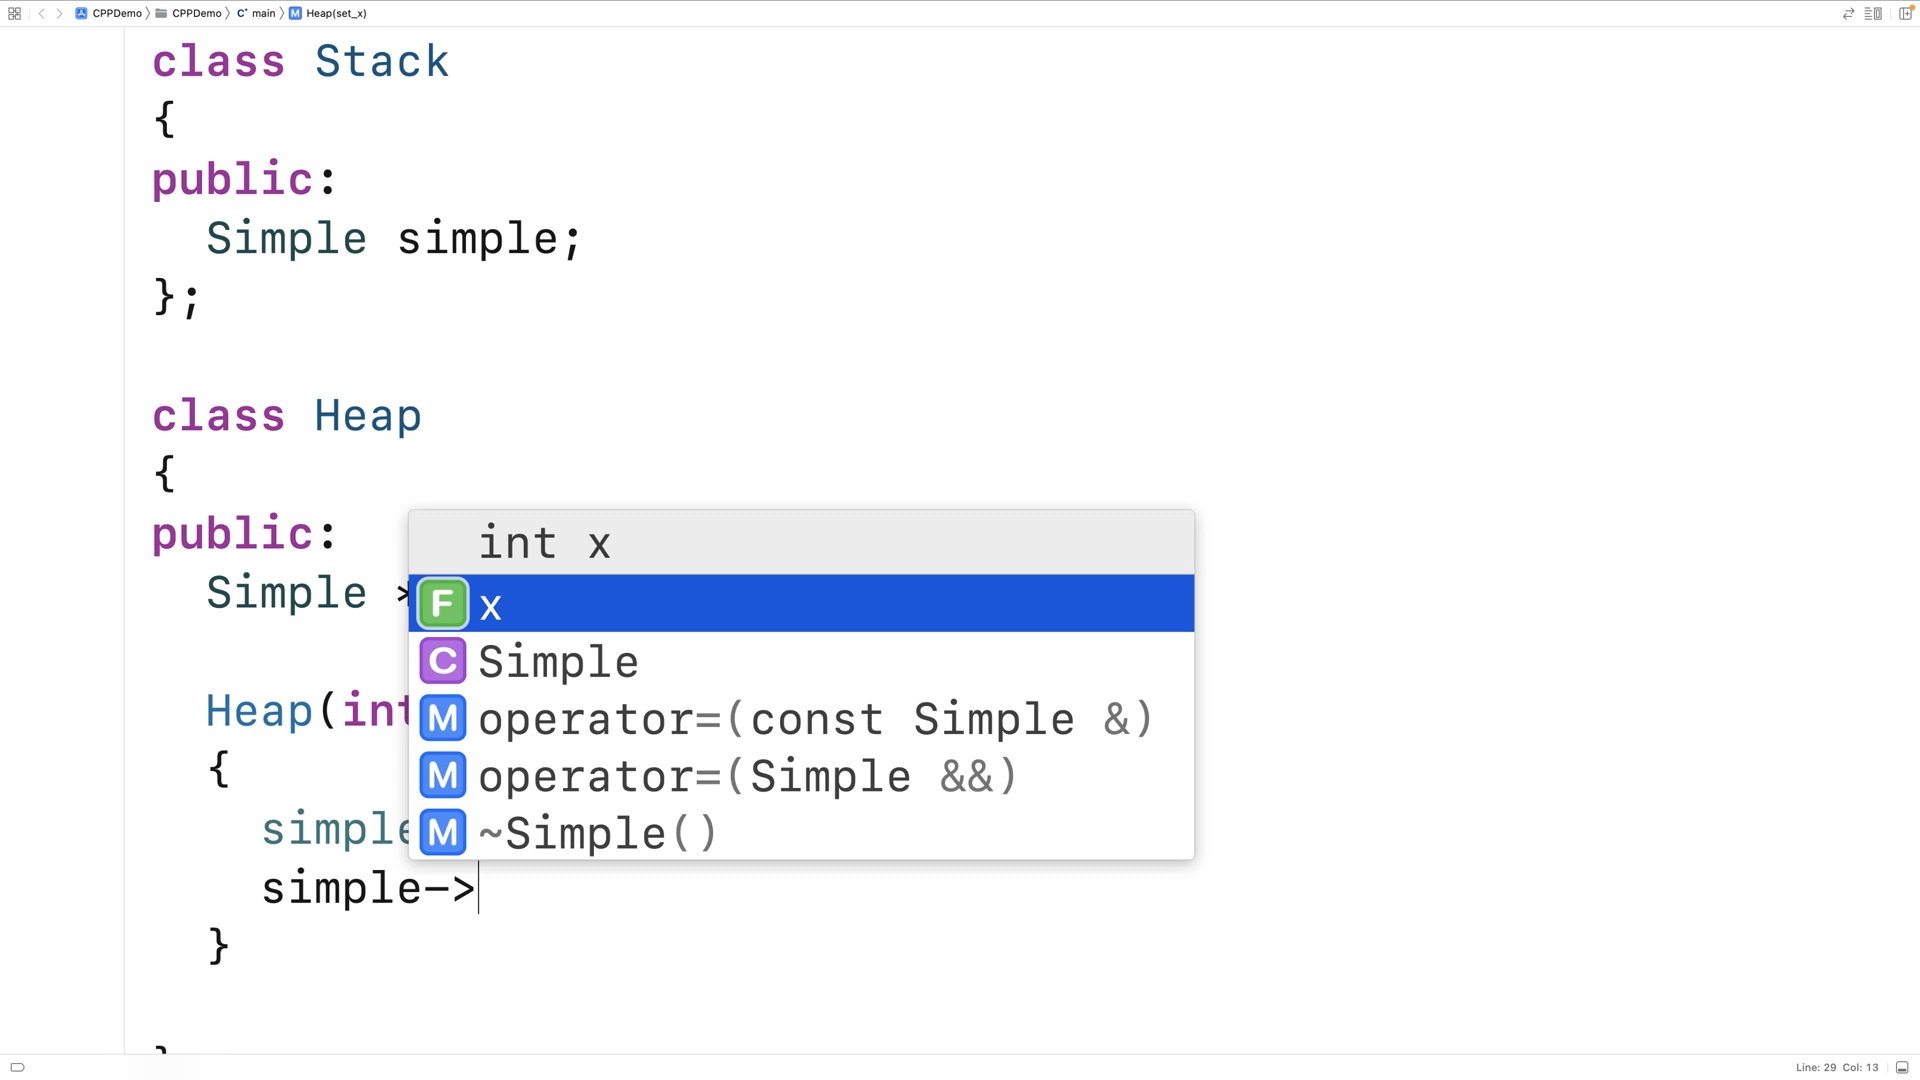 CPPDemo CPPDemo main M Heap(set_x)
class Stack
{
public:
Simple simple;
};
class Heap
{
public:
Simple *
Heap(int
{
simple
simple->
}
int x
F x
C Simple
M operator=(const Simple &)
M operator=(Simple &&)
M ~Simple()
Line: 29 Col: 13